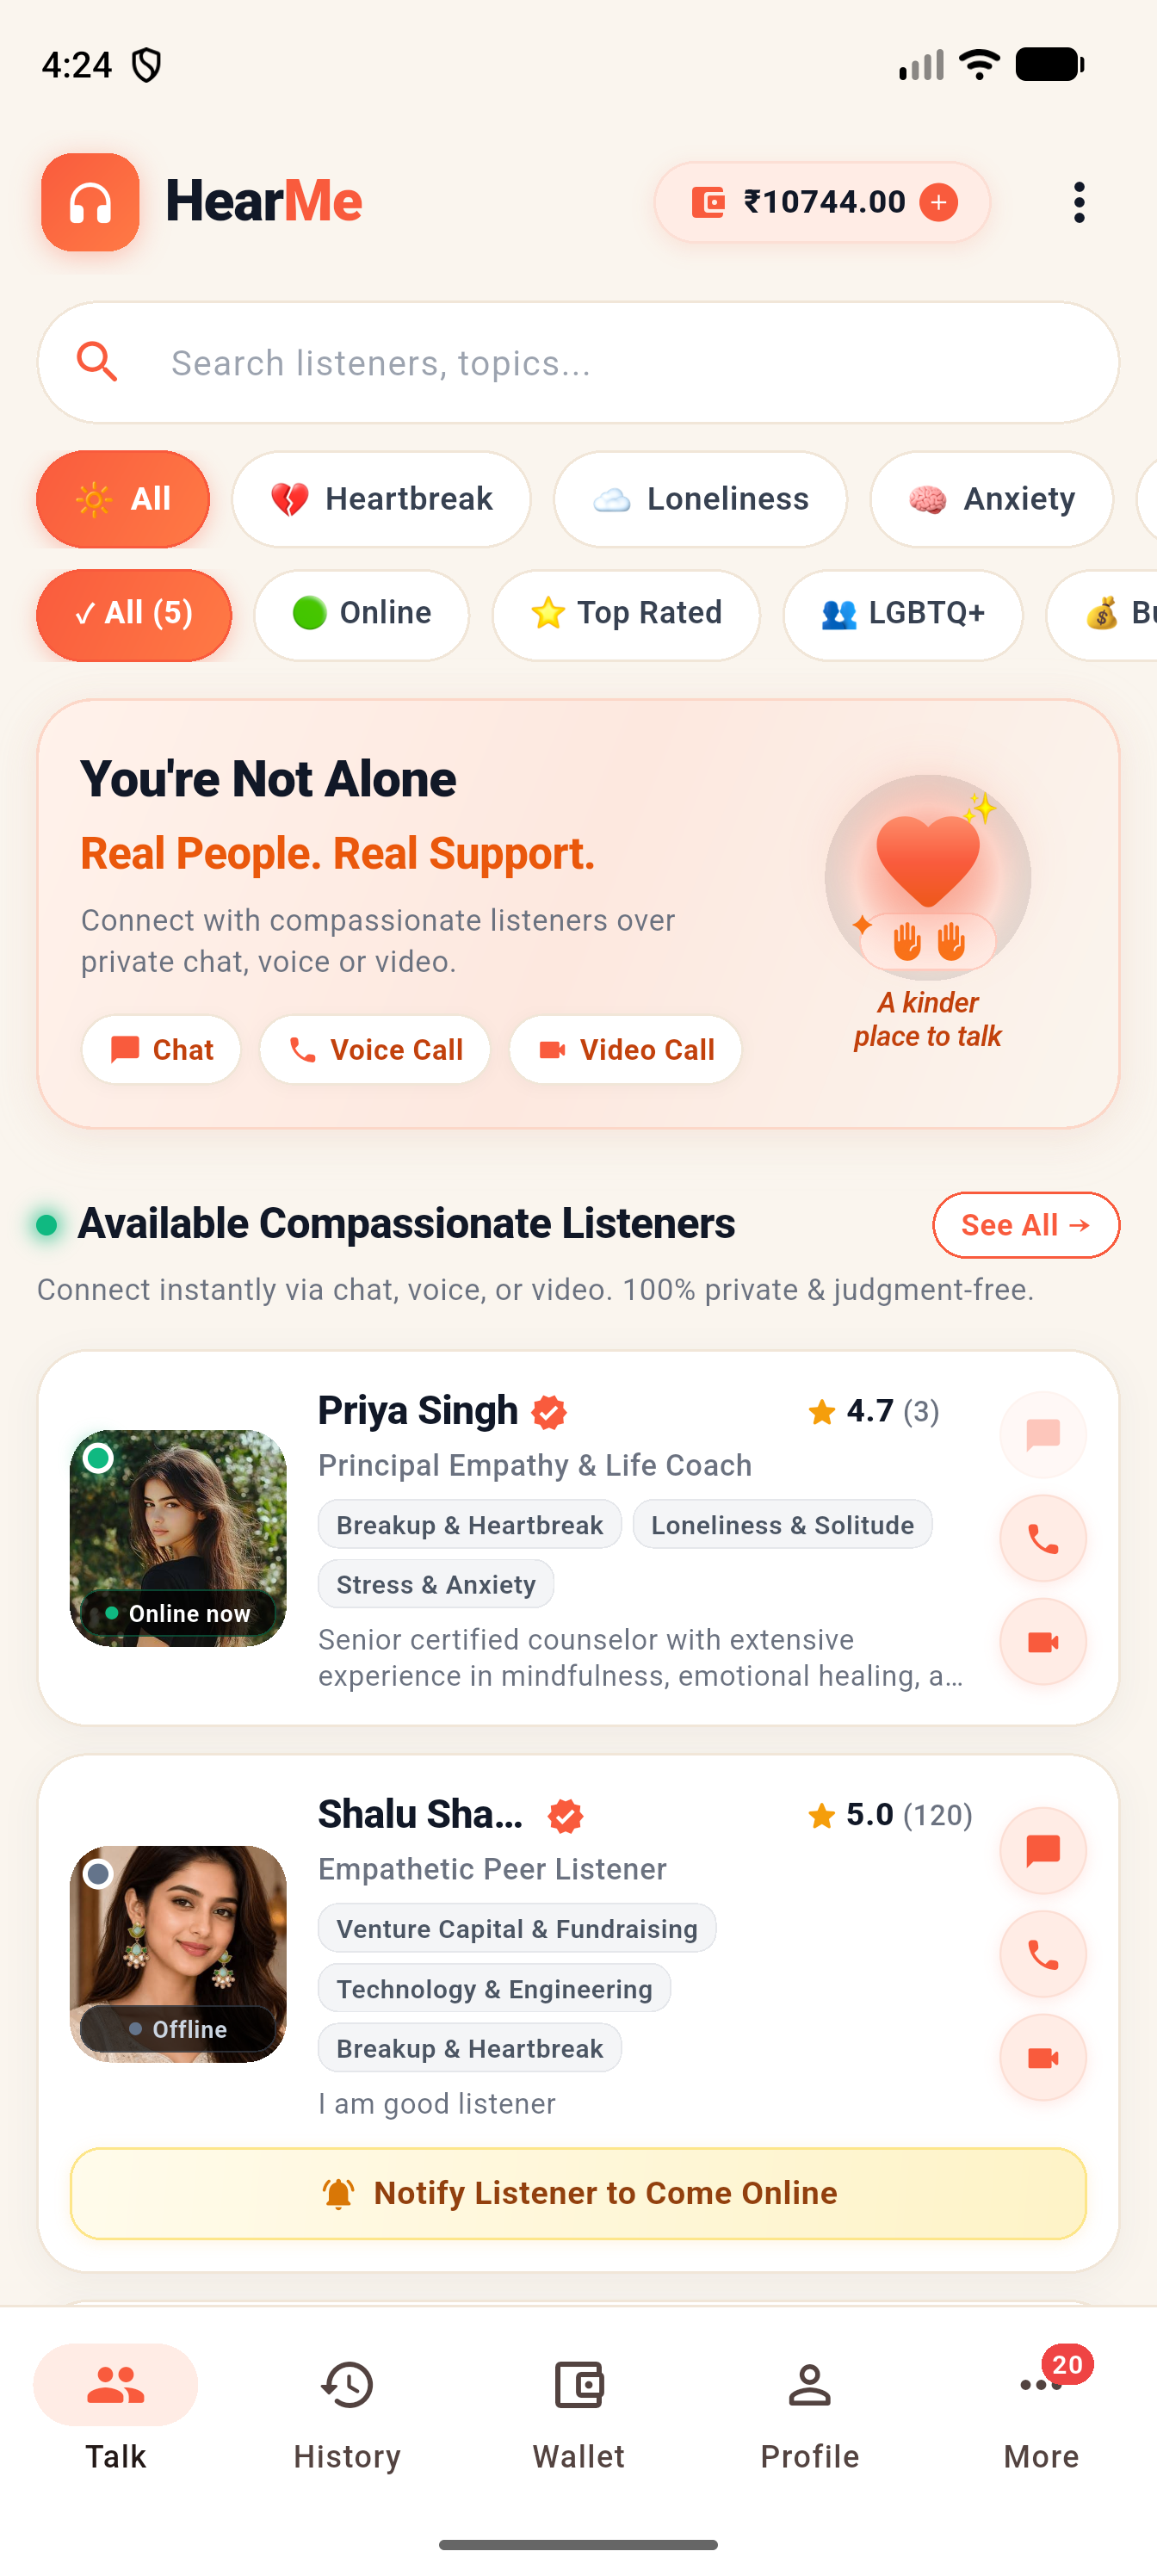 4:24
HearMe
₹10744.00
Search listeners, topics...
All
Heartbreak
Loneliness
Anxiety
✓ All (5)
Online
Top Rated
LGBTQ+
You're Not Alone
Real People. Real Support.
Connect with compassionate listeners over
private chat, voice or video.
Chat
Voice Call
Video Call
A kinder
place to talk
Available Compassionate Listeners
See All →
Connect instantly via chat, voice, or video. 100% private & judgment-free.
Priya Singh
4.7 (3)
Principal Empathy & Life Coach
Breakup & Heartbreak
Loneliness & Solitude
Stress & Anxiety
Online now
Senior certified counselor with extensive
experience in mindfulness, emotional healing, a...
Shalu Sha...
5.0 (120)
Empathetic Peer Listener
Venture Capital & Fundraising
Technology & Engineering
Breakup & Heartbreak
Offline
I am good listener
Notify Listener to Come Online
20
Talk
History
Wallet
Profile
More